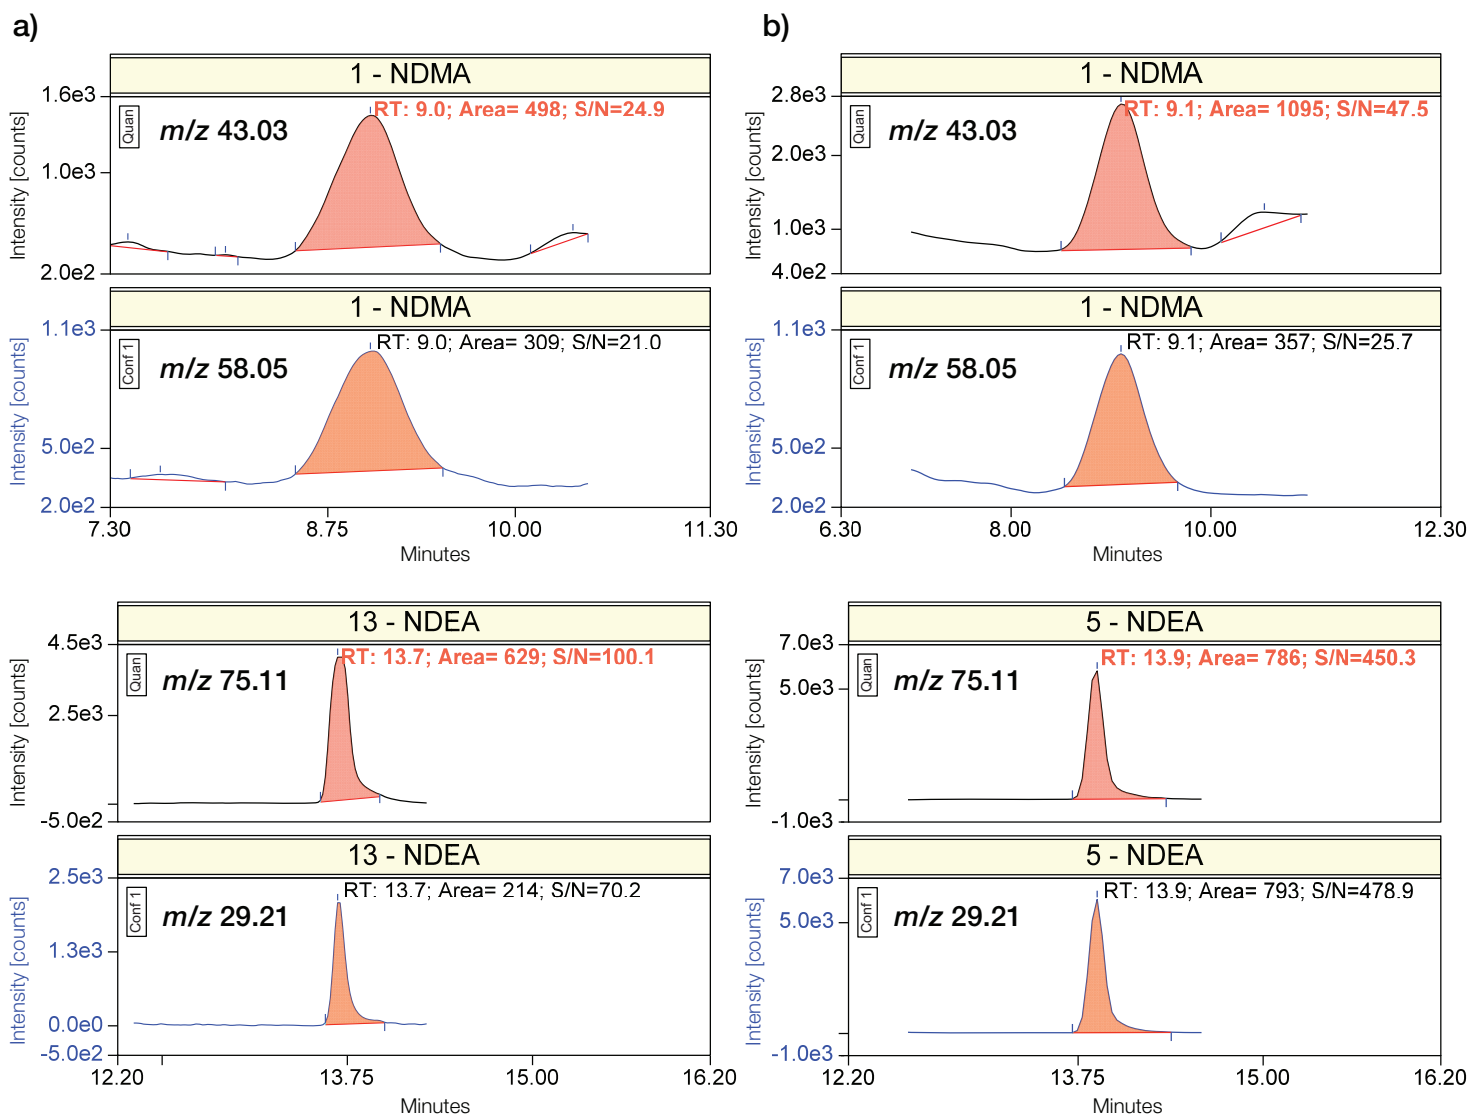 a)
1 - NDMA
1.6e3
1.0e3
2.0e2
Intensity [counts]
Quan
m/z 43.03
RT: 9.0; Area= 498; S/N=24.9
1 - NDMA
1.1e3
5.0e2
2.0e2
Intensity [counts]
Conf 1
m/z 58.05
RT: 9.0; Area= 309; S/N=21.0
7.30 8.75 10.00 11.30
Minutes
13 - NDEA
4.5e3
2.5e3
-5.0e2
Intensity [counts]
Quan
m/z 75.11
RT: 13.7; Area= 629; S/N=100.1
13 - NDEA
2.5e3
1.3e3
0.0e0
-5.0e2
Intensity [counts]
Conf 1
m/z 29.21
RT: 13.7; Area= 214; S/N=70.2
12.20 13.75 15.00 16.20
Minutes
b)
1 - NDMA
2.8e3
2.0e3
1.0e3
4.0e2
Intensity [counts]
Quan
m/z 43.03
RT: 9.1; Area= 1095; S/N=47.5
1 - NDMA
1.1e3
5.0e2
2.0e2
Intensity [counts]
Conf 1
m/z 58.05
RT: 9.1; Area= 357; S/N=25.7
6.30 8.00 10.00 12.30
Minutes
5 - NDEA
7.0e3
5.0e3
-1.0e3
Intensity [counts]
Quan
m/z 75.11
RT: 13.9; Area= 786; S/N=450.3
5 - NDEA
7.0e3
5.0e3
-1.0e3
Intensity [counts]
Conf 1
m/z 29.21
RT: 13.9; Area= 793; S/N=478.9
12.20 13.75 15.00 16.20
Minutes